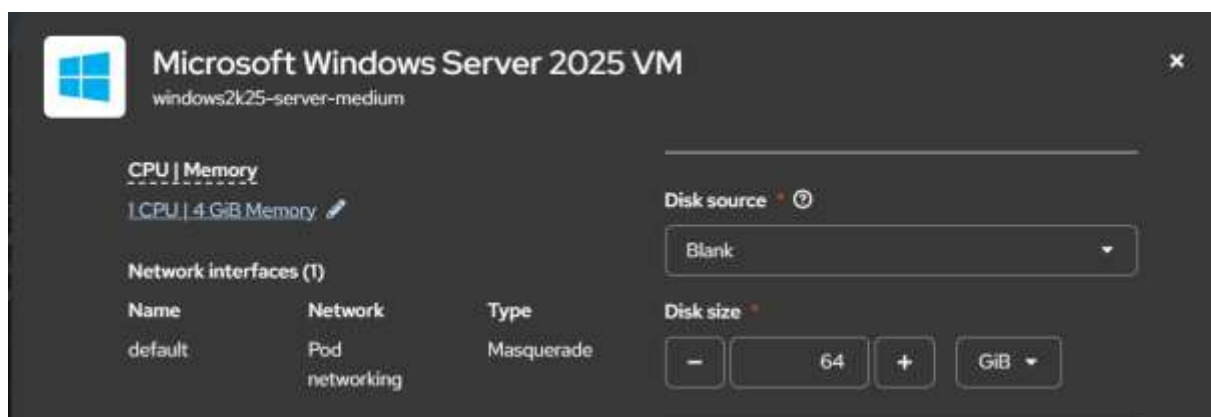 Microsoft Windows Server 2025 VM
windows2k25-server-medium
CPU | Memory
1 CPU | 4 GiB Memory
Network interfaces (1)
Name Network Type
default Pod networking Masquerade
Disk source *
Blank
Disk size *
64 GiB